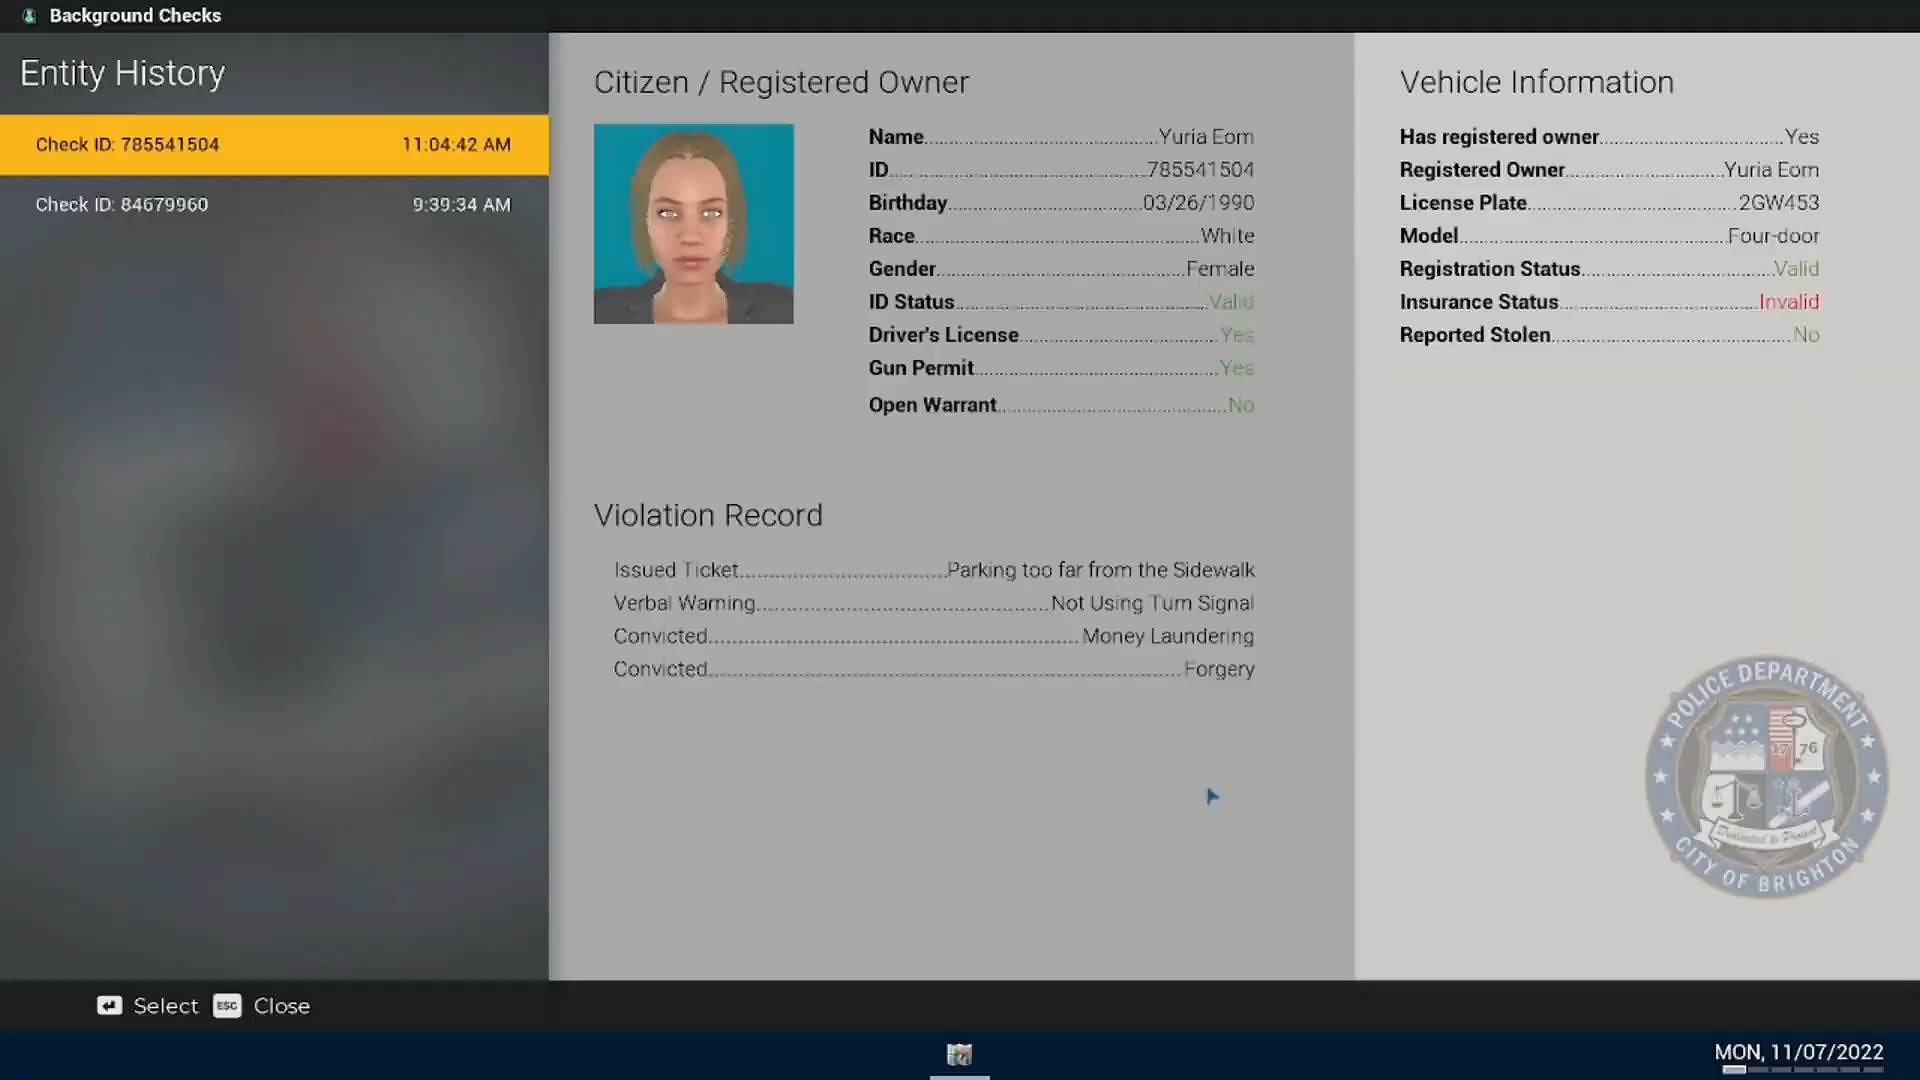 Background Checks
Entity History
Check ID: 785541504 11:04:42 AM
Check ID: 84679960 9:39:34 AM
Citizen / Registered Owner
Name Yuria Eom
ID 785541504
Birthday 03/26/1990
Race White
Gender Female
ID Status Valid
Driver's License Yes
Gun Permit Yes
Open Warrant No
Violation Record
Issued Ticket Parking too far from the Sidewalk
Verbal Warning Not Using Turn Signal
Convicted Money Laundering
Convicted Forgery
Vehicle Information
Has registered owner Yes
Registered Owner Yuria Eom
License Plate 2GW453
Model Four-door
Registration Status Valid
Insurance Status Invalid
Reported Stolen No
POLICE DEPARTMENT
17 76
Dedicated to Protect
CITY OF BRIGHTON
Select ESC Close
MON, 11/07/2022